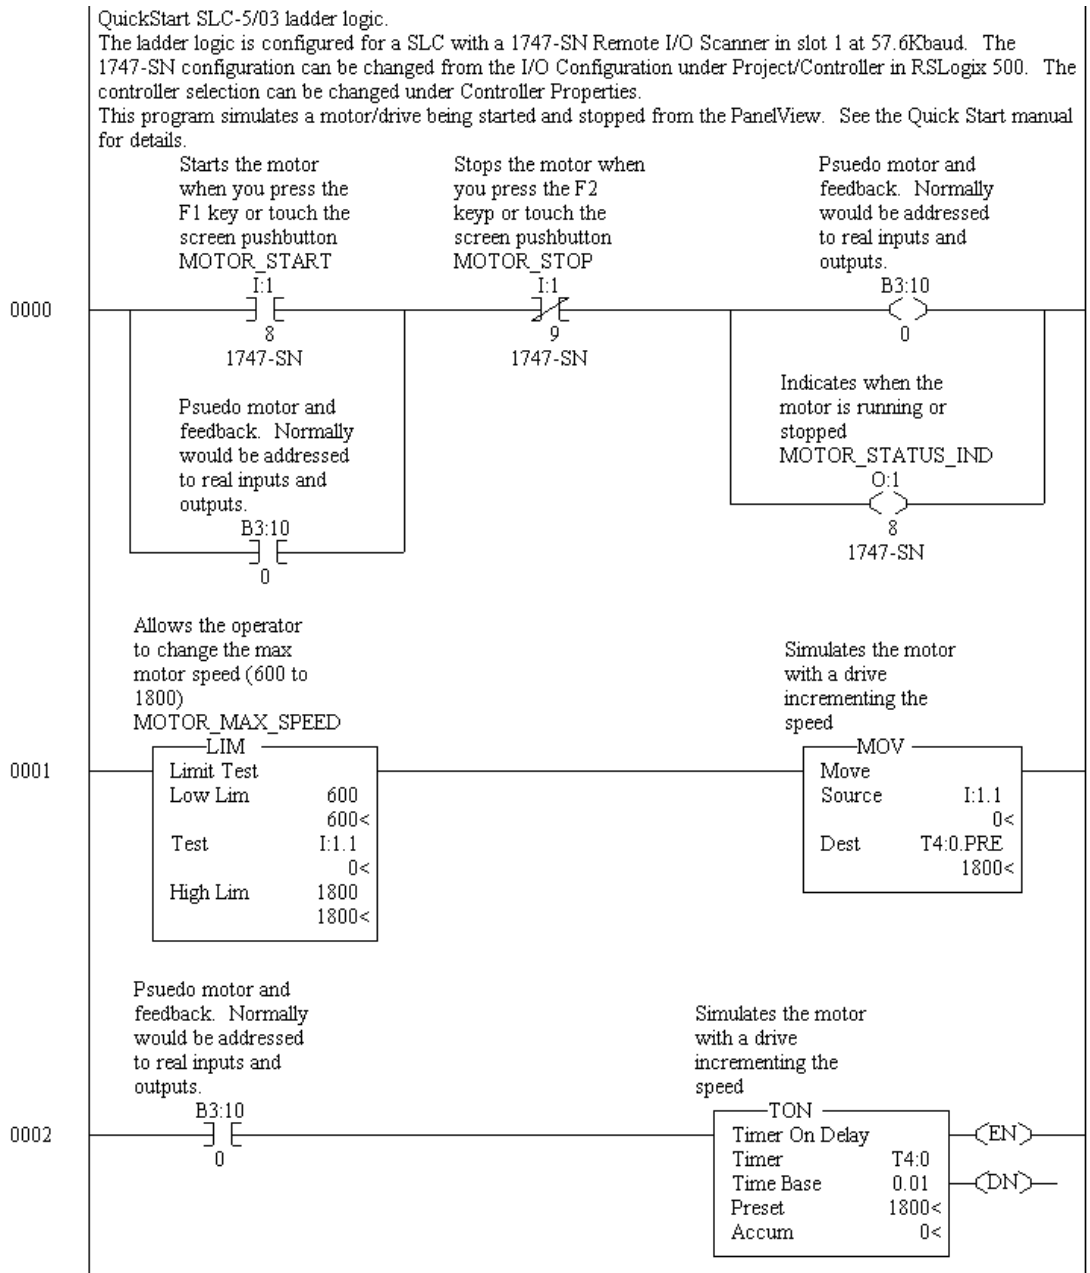 QuickStart SLC-5/03 ladder logic.
The ladder logic is configured for a SLC with a 1747-SN Remote I/O Scanner in slot 1 at 57.6Kbaud. The
1747-SN configuration can be changed from the I/O Configuration under Project/Controller in RSLogix 500. The
controller selection can be changed under Controller Properties.
This program simulates a motor/drive being started and stopped from the PanelView. See the Quick Start manual
for details.
Starts the motor
when you press the
F1 key or touch the
screen pushbutton
MOTOR_START
I:1
8
1747-SN
Stops the motor when
you press the F2
keyp or touch the
screen pushbutton
MOTOR_STOP
I:1
9
1747-SN
Psuedo motor and
feedback. Normally
would be addressed
to real inputs and
outputs.
B3:10
0
0000
Psuedo motor and
feedback. Normally
would be addressed
to real inputs and
outputs.
B3:10
0
Indicates when the
motor is running or
stopped
MOTOR_STATUS_IND
O:1
8
1747-SN
Allows the operator
to change the max
motor speed (600 to
1800)
MOTOR_MAX_SPEED
0001
LIM
Limit Test
Low Lim 600
600<
Test I:1.1
0<
High Lim 1800
1800<
Simulates the motor
with a drive
incrementing the
speed
MOV
Move
Source I:1.1
0<
Dest T4:0.PRE
1800<
Psuedo motor and
feedback. Normally
would be addressed
to real inputs and
outputs.
B3:10
0
0002
Simulates the motor
with a drive
incrementing the
speed
TON
Timer On Delay
Timer T4:0
Time Base 0.01
Preset 1800<
Accum 0<
EN
DN